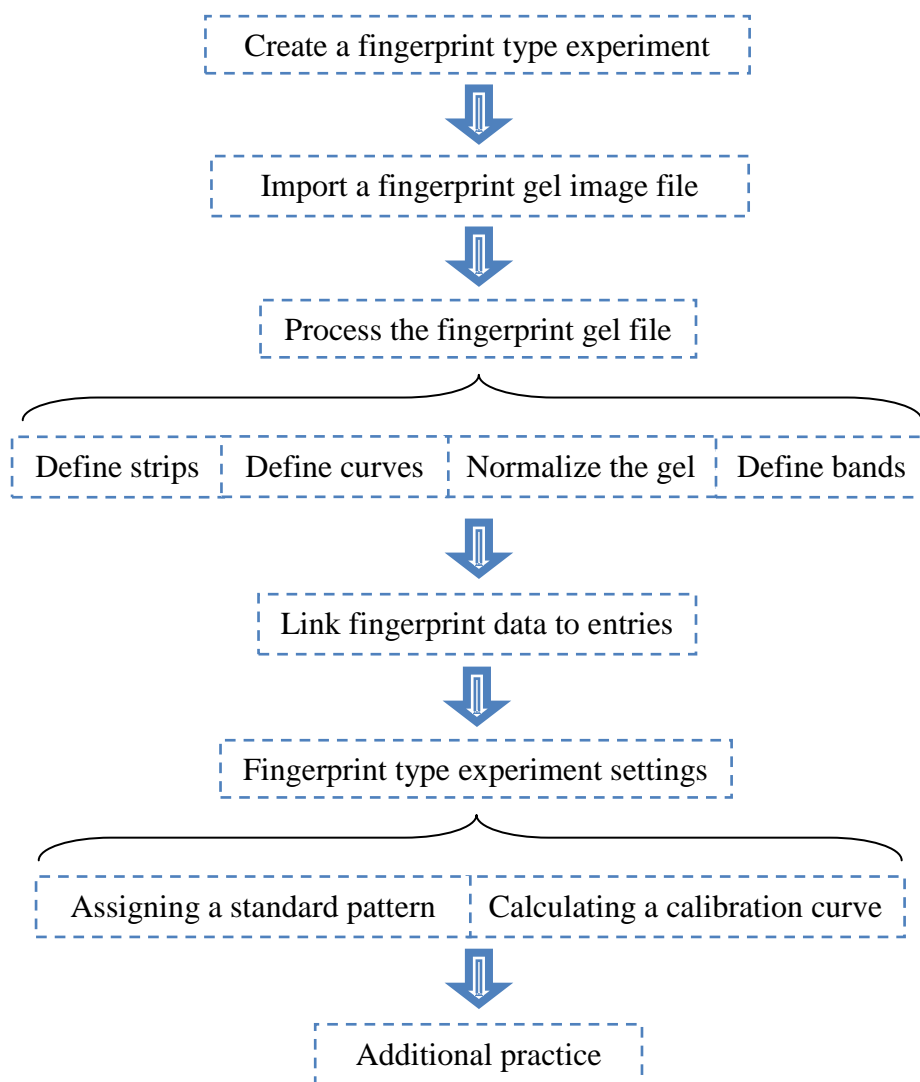 Create a fingerprint type experiment
Import a fingerprint gel image file
Process the fingerprint gel file
Define strips
Define curves
Normalize the gel
Define bands
Link fingerprint data to entries
Fingerprint type experiment settings
Assigning a standard pattern
Calculating a calibration curve
Additional practice